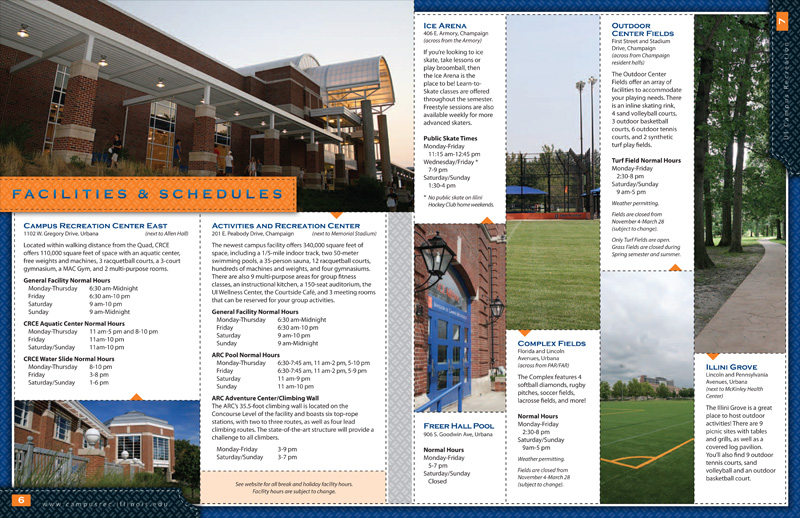 FACILITIES & SCHEDULES
CAMPUS RECREATION CENTER EAST
1102 W. Gregory Drive, Urbana (next to Allen Hall)
Located within walking distance from the Quad, CRCE
offers 110,000 square feet of space with an aquatic center,
free weights and machines, 3 racquetball courts, a 3-court
gymnasium, a MAC Gym, and 2 multi-purpose rooms.
General Facility Normal Hours
Monday-Thursday 6:30 am-Midnight
Friday 6:30 am-10 pm
Saturday 9 am-10 pm
Sunday 9 am-Midnight
CRCE Aquatic Center Normal Hours
Monday-Thursday 11 am-5 pm and 8-10 pm
Friday 11am-10pm
Saturday/Sunday 11am-10pm
CRCE Water Slide Normal Hours
Monday-Thursday 8-10 pm
Friday 3-8 pm
Saturday/Sunday 1-6 pm
6
www.campusrec.illinois.edu
ACTIVITIES AND RECREATION CENTER
201 E. Peabody Drive, Champaign (next to Memorial Stadium)
The newest campus facility offers 340,000 square feet of
space, including a 1/5-mile indoor track, two 50-meter
swimming pools, a 35-person sauna, 12 racquetball courts,
hundreds of machines and weights, and four gymnasiums.
There are also 9 multi-purpose areas for group fitness
classes, an instructional kitchen, a 150-seat auditorium, the
UI Wellness Center, the Courtside Café, and 3 meeting rooms
that can be reserved for your group activities.
General Facility Normal Hours
Monday-Thursday 6:30 am-Midnight
Friday 6:30 am-10 pm
Saturday 9 am-10 pm
Sunday 9 am-Midnight
ARC Pool Normal Hours
Monday-Thursday 6:30-7:45 am, 11 am-2 pm, 5-10 pm
Friday 6:30-7:45 am, 11 am-2 pm, 5-9 pm
Saturday 11 am-9 pm
Sunday 11 am-10 pm
ARC Adventure Center/Climbing Wall
The ARC's 35.5-foot climbing wall is located on the
Concourse Level of the facility and boasts six top-rope
stations, with two to three routes, as well as four lead
climbing routes. The state-of-the-art structure will provide a
challenge to all climbers.
Monday-Friday 3-9 pm
Saturday/Sunday 3-7 pm
See website for all break and holiday facility hours.
Facility hours are subject to change.
ICE ARENA
406 E. Armory, Champaign
(across from the Armory)
If you're looking to ice
skate, take lessons or
play broomball, then
the Ice Arena is the
place to be! Learn-to-
Skate classes are offered
throughout the semester.
Freestyle sessions are also
available weekly for more
advanced skaters.
Public Skate Times
Monday-Friday
11:15 am-12:45 pm
Wednesday/Friday *
7-9 pm
Saturday/Sunday
1:30-4 pm
* No public skate on Illini
Hockey Club home weekends.
FREER HALL POOL
906 S. Goodwin Ave, Urbana
Normal Hours
Monday-Friday
5-7 pm
Saturday/Sunday
Closed
COMPLEX FIELDS
Florida and Lincoln
Avenues, Urbana
(across from PAR/FAR)
The Complex features 4
softball diamonds, rugby
pitches, soccer fields,
lacrosse fields, and more!
Normal Hours
Monday-Friday
2:30-8 pm
Saturday/Sunday
9am-5 pm
Weather permitting.
Fields are closed from
November 4-March 28
(subject to change).
OUTDOOR
CENTER FIELDS
First Street and Stadium
Drive, Champaign
(across from Champaign
resident halls)
The Outdoor Center
Fields offer an array of
facilities to accommodate
your playing needs. There
is an inline skating rink,
4 sand volleyball courts,
3 outdoor basketball
courts, 6 outdoor tennis
courts, and 2 synthetic
turf play fields.
Turf Field Normal Hours
Monday-Friday
2:30-8 pm
Saturday/Sunday
9 am-5 pm
Weather permitting.
Fields are closed from
November 4-March 28
(subject to change).
Only Turf Fields are open.
Grass Fields are closed during
Spring semester and summer.
ILLINI GROVE
Lincoln and Pennsylvania
Avenues, Urbana
(next to McKinley Health
Center)
The Illini Grove is a great
place to host outdoor
activities! There are 9
picnic sites with tables
and grills, as well as a
covered log pavilion.
You'll also find 9 outdoor
tennis courts, sand
volleyball and an outdoor
basketball court.
7